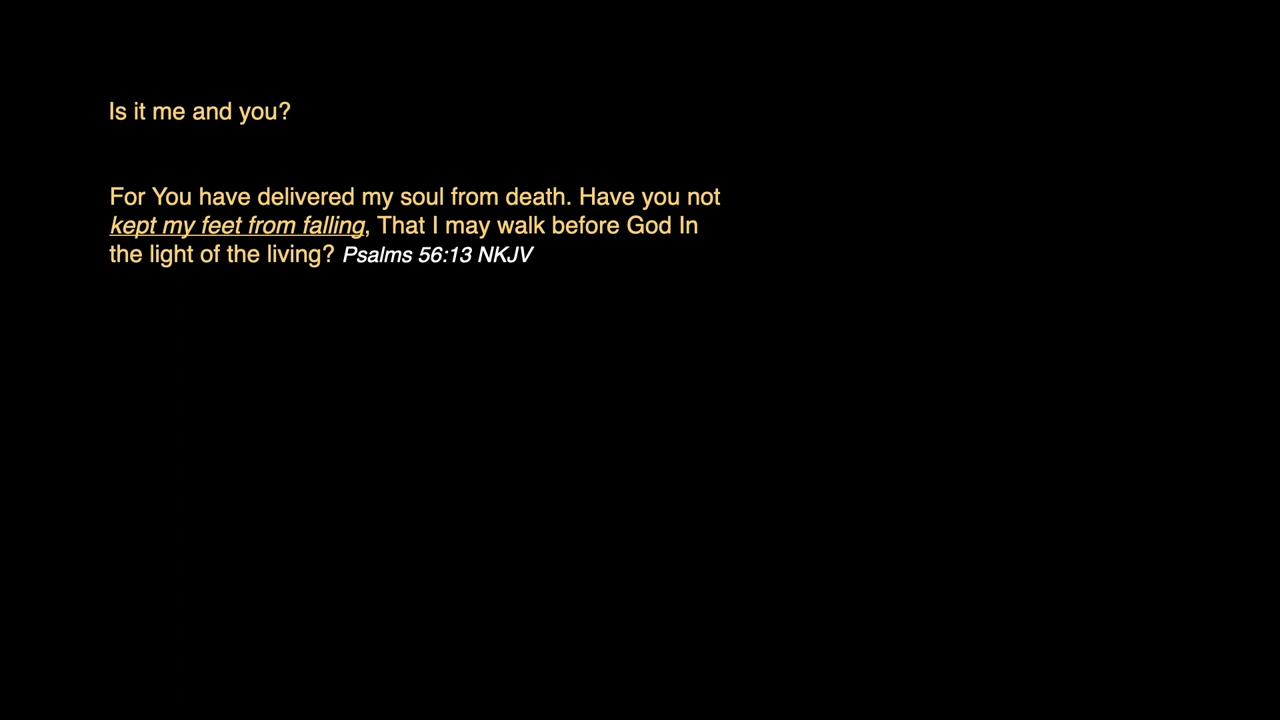 Is it me and you?
For You have delivered my soul from death. Have you not
kept my feet from falling, That I may walk before God In
the light of the living? Psalms 56:13 NKJV